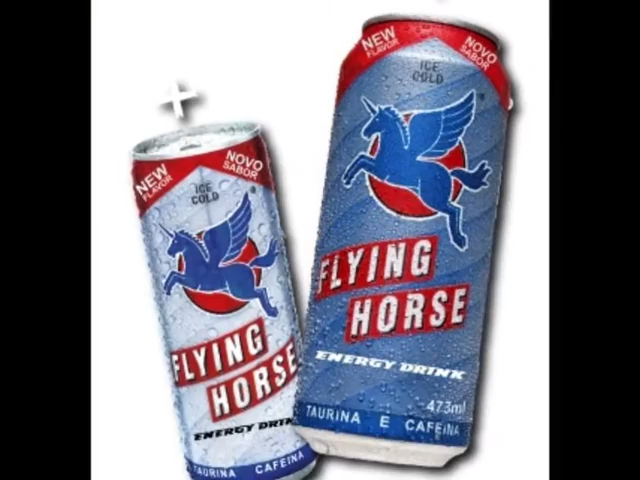 +
NEW
FLAVOR
NOVO
SABOR
ICE
COLD
®
FLYING
HORSE
ENERGY DRINK
TAURINA CAFEINA
NEW
FLAVOR
NOVO
SABOR
ICE
COLD
®
FLYING
HORSE
ENERGY DRINK
473ml
TAURINA E CAFEINA